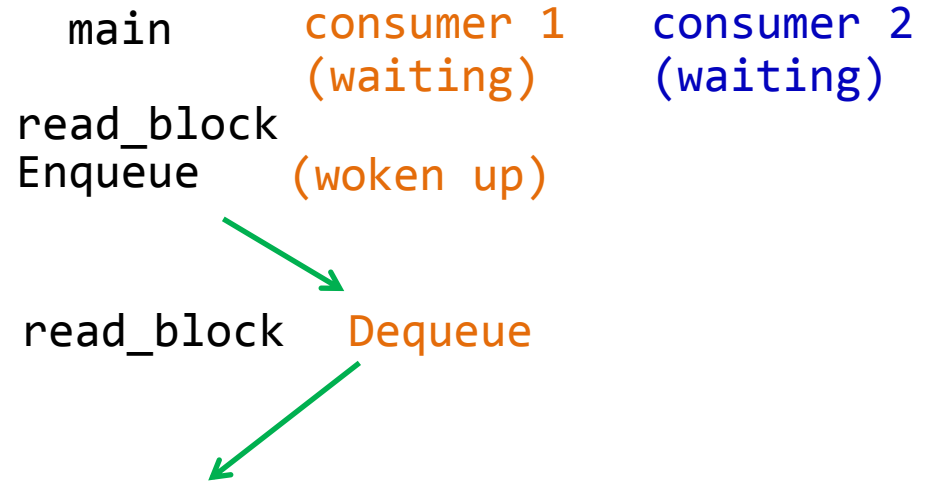 main consumer 1 consumer 2
(waiting) (waiting)
read_block
Enqueue (woken up)
read_block Dequeue